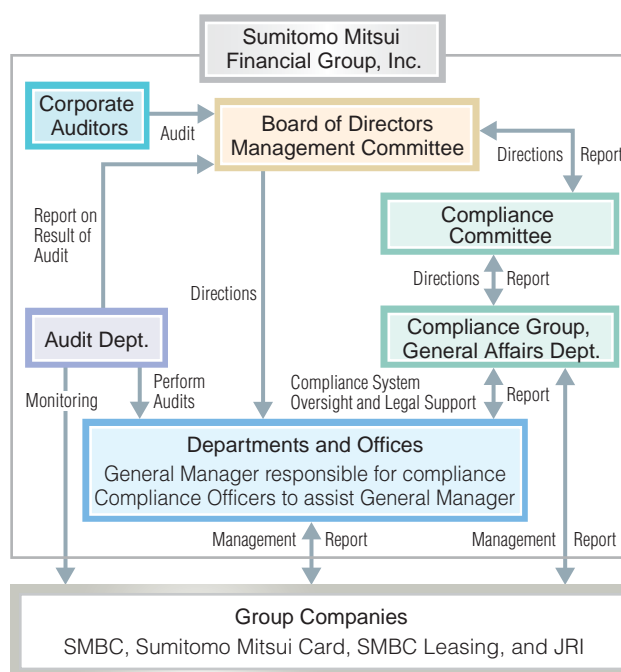 Sumitomo Mitsui
Financial Group, Inc.
Corporate
Auditors
Audit
Board of Directors
Management Committee
Directions
Report
Report on
Result of
Audit
Compliance
Committee
Directions
Directions
Report
Audit Dept.
Compliance Group,
General Affairs Dept.
Monitoring
Perform
Audits
Compliance System
Oversight and Legal Support
Report
Departments and Offices
General Manager responsible for compliance
Compliance Officers to assist General Manager
Management
Report
Management
Report
Group Companies
SMBC, Sumitomo Mitsui Card, SMBC Leasing, and JRI